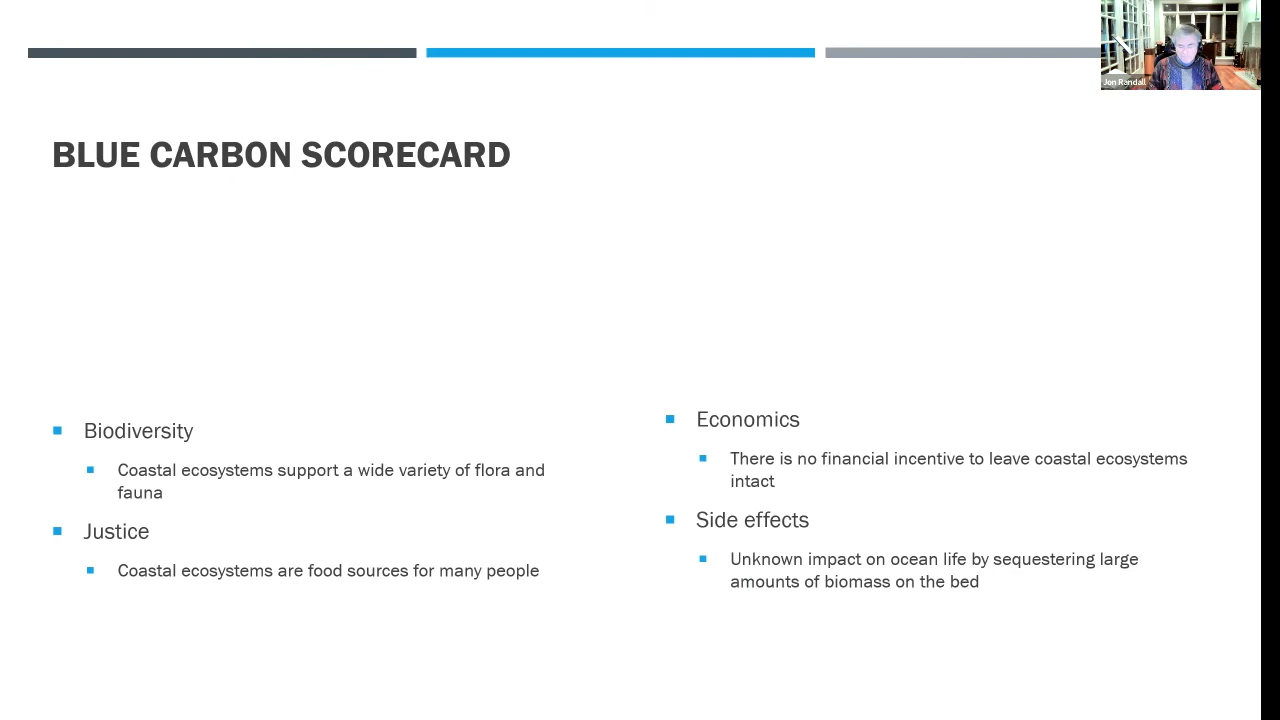 Jon Randall
BLUE CARBON SCORECARD
Biodiversity
Coastal ecosystems support a wide variety of flora and
fauna
Justice
Coastal ecosystems are food sources for many people
Economics
There is no financial incentive to leave coastal ecosystems
intact
Side effects
Unknown impact on ocean life by sequestering large
amounts of biomass on the bed